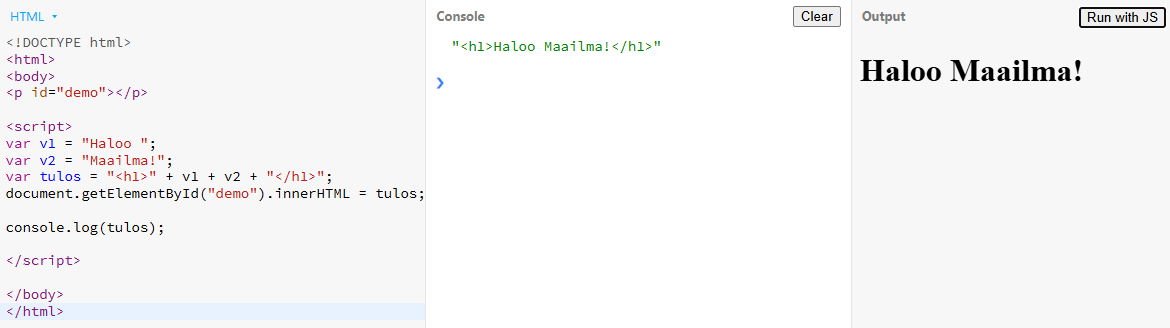 HTML
<!DOCTYPE html>
<html>
<body>
<p id="demo"></p>
<script>
var v1 = "Haloo ";
var v2 = "Maailma!";
var tulos = "<h1>" + v1 + v2 + "</h1>";
document.getElementById("demo").innerHTML = tulos;
console.log(tulos);
</script>
</body>
</html>
Console
Clear
"<h1>Haloo Maailma!</h1>"
Output
Run with JS
Haloo Maailma!